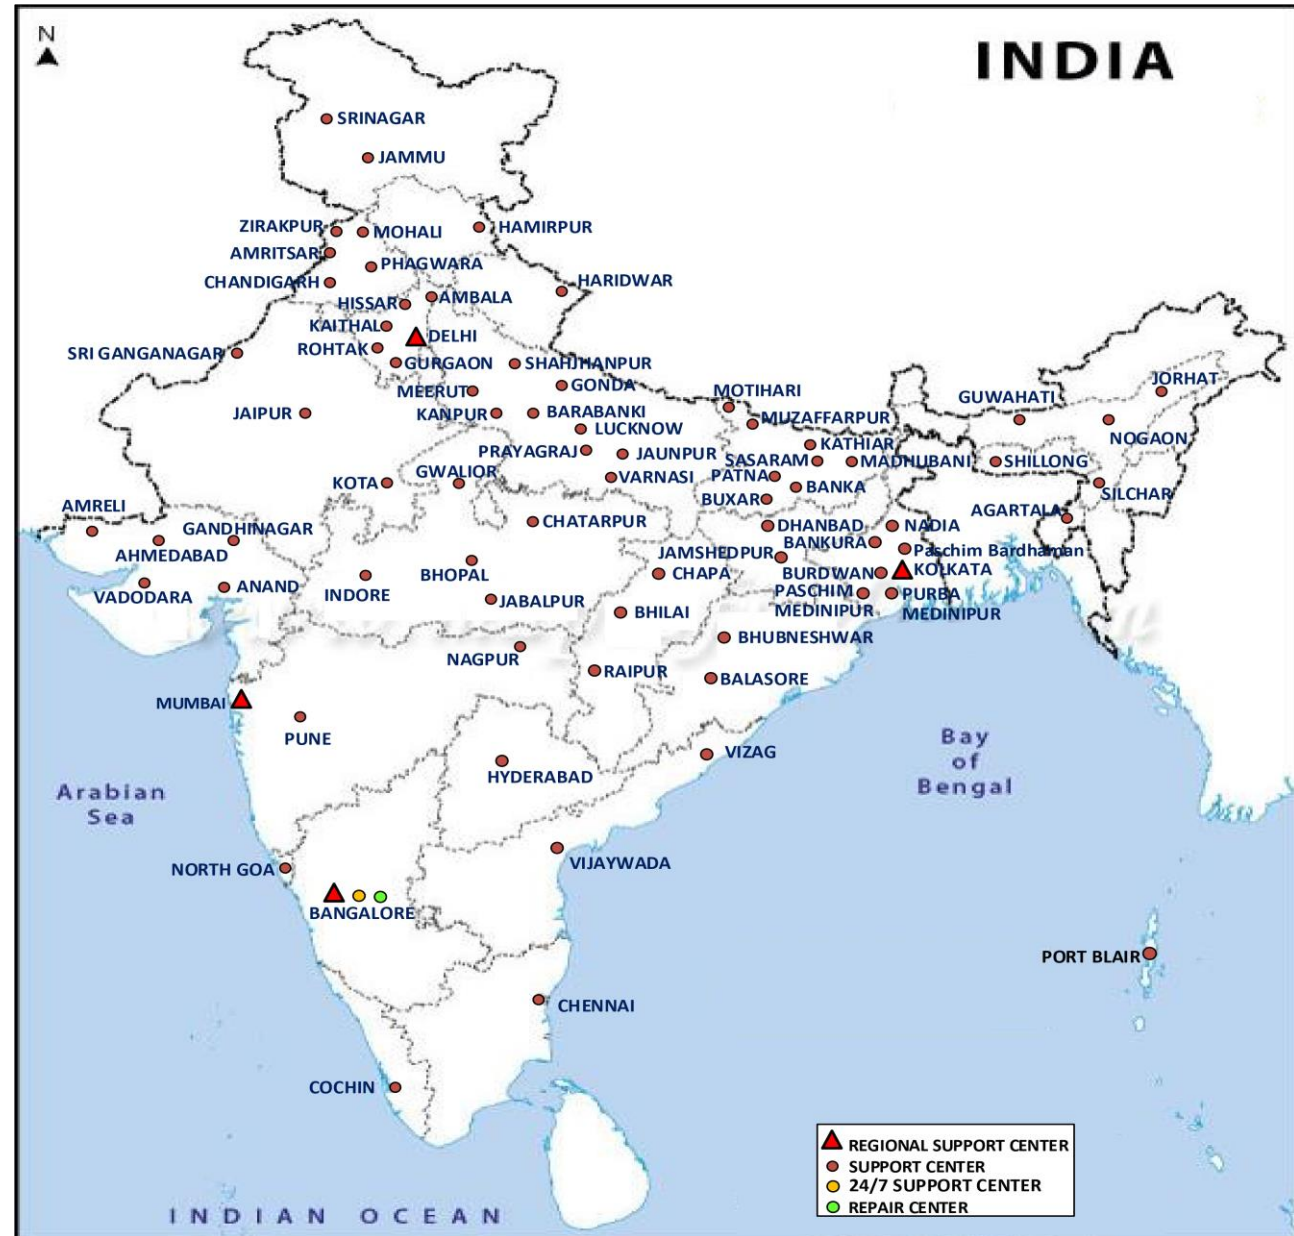 N
INDIA
SRINAGAR
JAMMU
ZIRAKPUR
MOHALI
HAMIRPUR
AMRITSAR
PHAGWARA
CHANDIGARH
HARIDWAR
HISSAR
AMBALA
KAITHAL
DELHI
ROHTAK
SRI GANGANAGAR
GURGAON
SHAHJHANPUR
MEERUT
GONDA
JORHAT
MOTIHARI
GUWAHATI
JAIPUR
KANPUR
BARABANKI
MUZAFFARPUR
LUCKNOW
NOGAON
KATHIAR
PRAYAGRAJ
JAUNPUR
SASARAM
MADHUBANI
SHILLONG
GWALIOR
KOTA
VARNASI
PATNA
BANKA
SILCHAR
BUXAR
AMRELI
AGARTALA
GANDHINAGAR
CHATARPUR
DHANBAD
NADIA
AHMEDABAD
BANKURA
Paschim Bardhaman
JAMSHEDPUR
KOLKATA
BHOPAL
CHAPA
BURDWAN
VADODARA
ANAND
INDORE
JABALPUR
PASCHIM
MEDINIPUR
PURBA
MEDINIPUR
BHILAI
BHUBNESHWAR
NAGPUR
RAIPUR
BALASORE
MUMBAI
PUNE
VIZAG
Bay
of
Bengal
HYDERABAD
Arabian
Sea
NORTH GOA
VIJAYWADA
BANGALORE
PORT BLAIR
CHENNAI
COCHIN
REGIONAL SUPPORT CENTER
SUPPORT CENTER
24/7 SUPPORT CENTER
REPAIR CENTER
INDIAN OCEAN